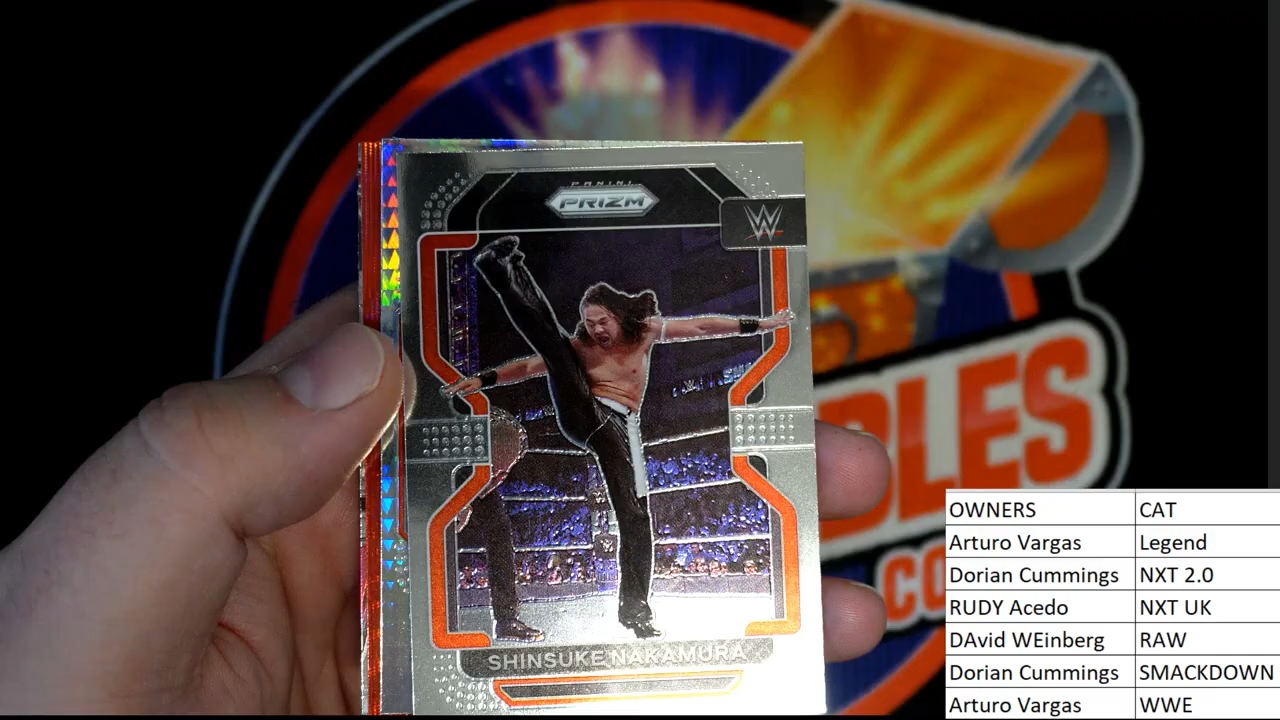 PANINI
PRIZM
W
SHINSUKE NAKAMURA
BLES
CO
OWNERS CAT
Arturo Vargas Legend
Dorian Cummings NXT 2.0
RUDY Acedo NXT UK
DAvid WEinberg RAW
Dorian Cummings SMACKDOWN
Arturo Vargas WWE